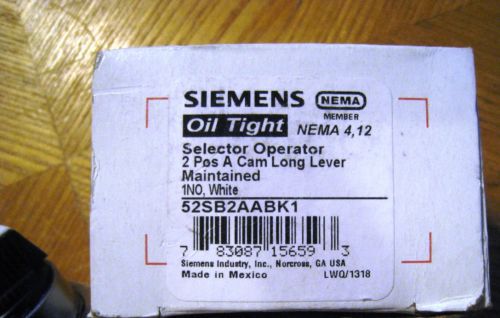 SIEMENS NEMA
MEMBER
Oil Tight NEMA 4,12
Selector Operator
2 Pos A Cam Long Lever
Maintained
1NO, White
52SB2AABK1
7 83087 15659 3
Siemens Industry, Inc., Norcross, GA USA
Made in Mexico LWQ/1318